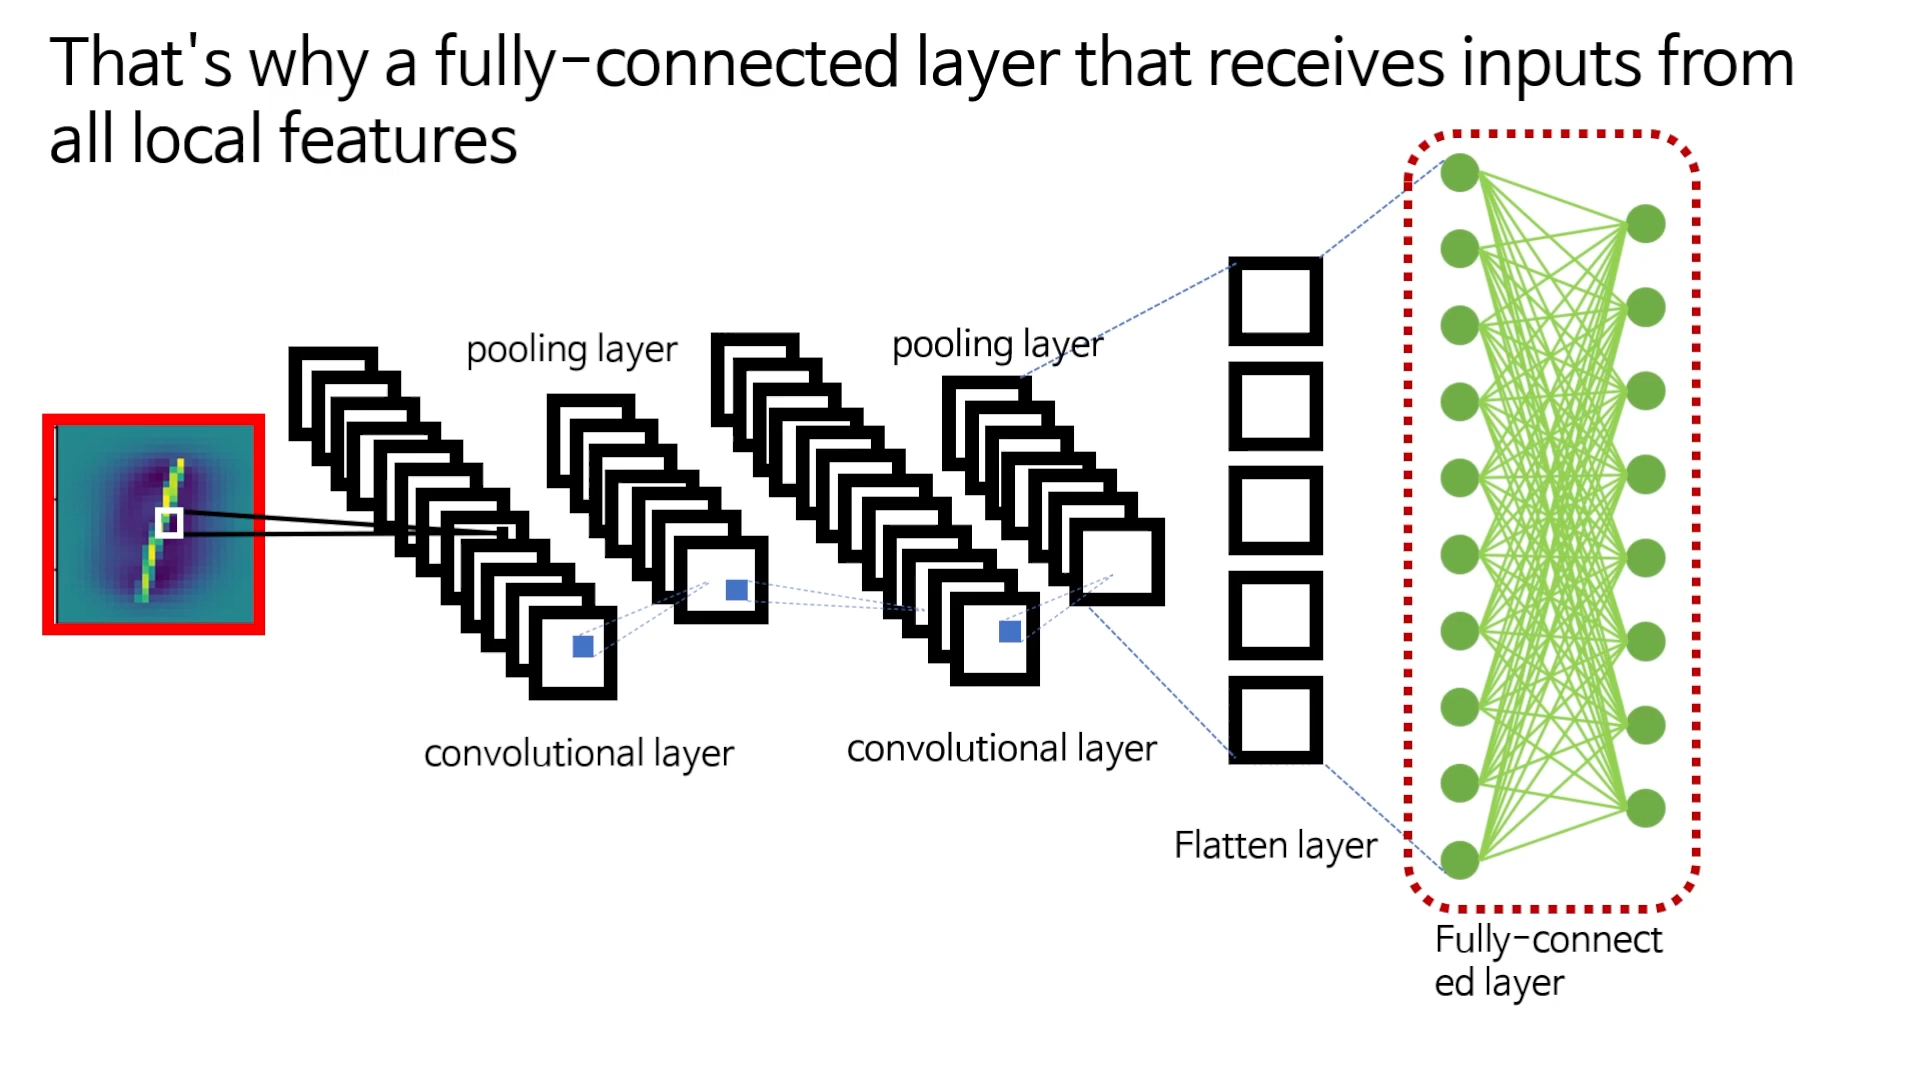 That's why a fully-connected layer that receives inputs from
all local features
pooling layer
pooling layer
convolutional layer
convolutional layer
Flatten layer
Fully-connect
ed layer